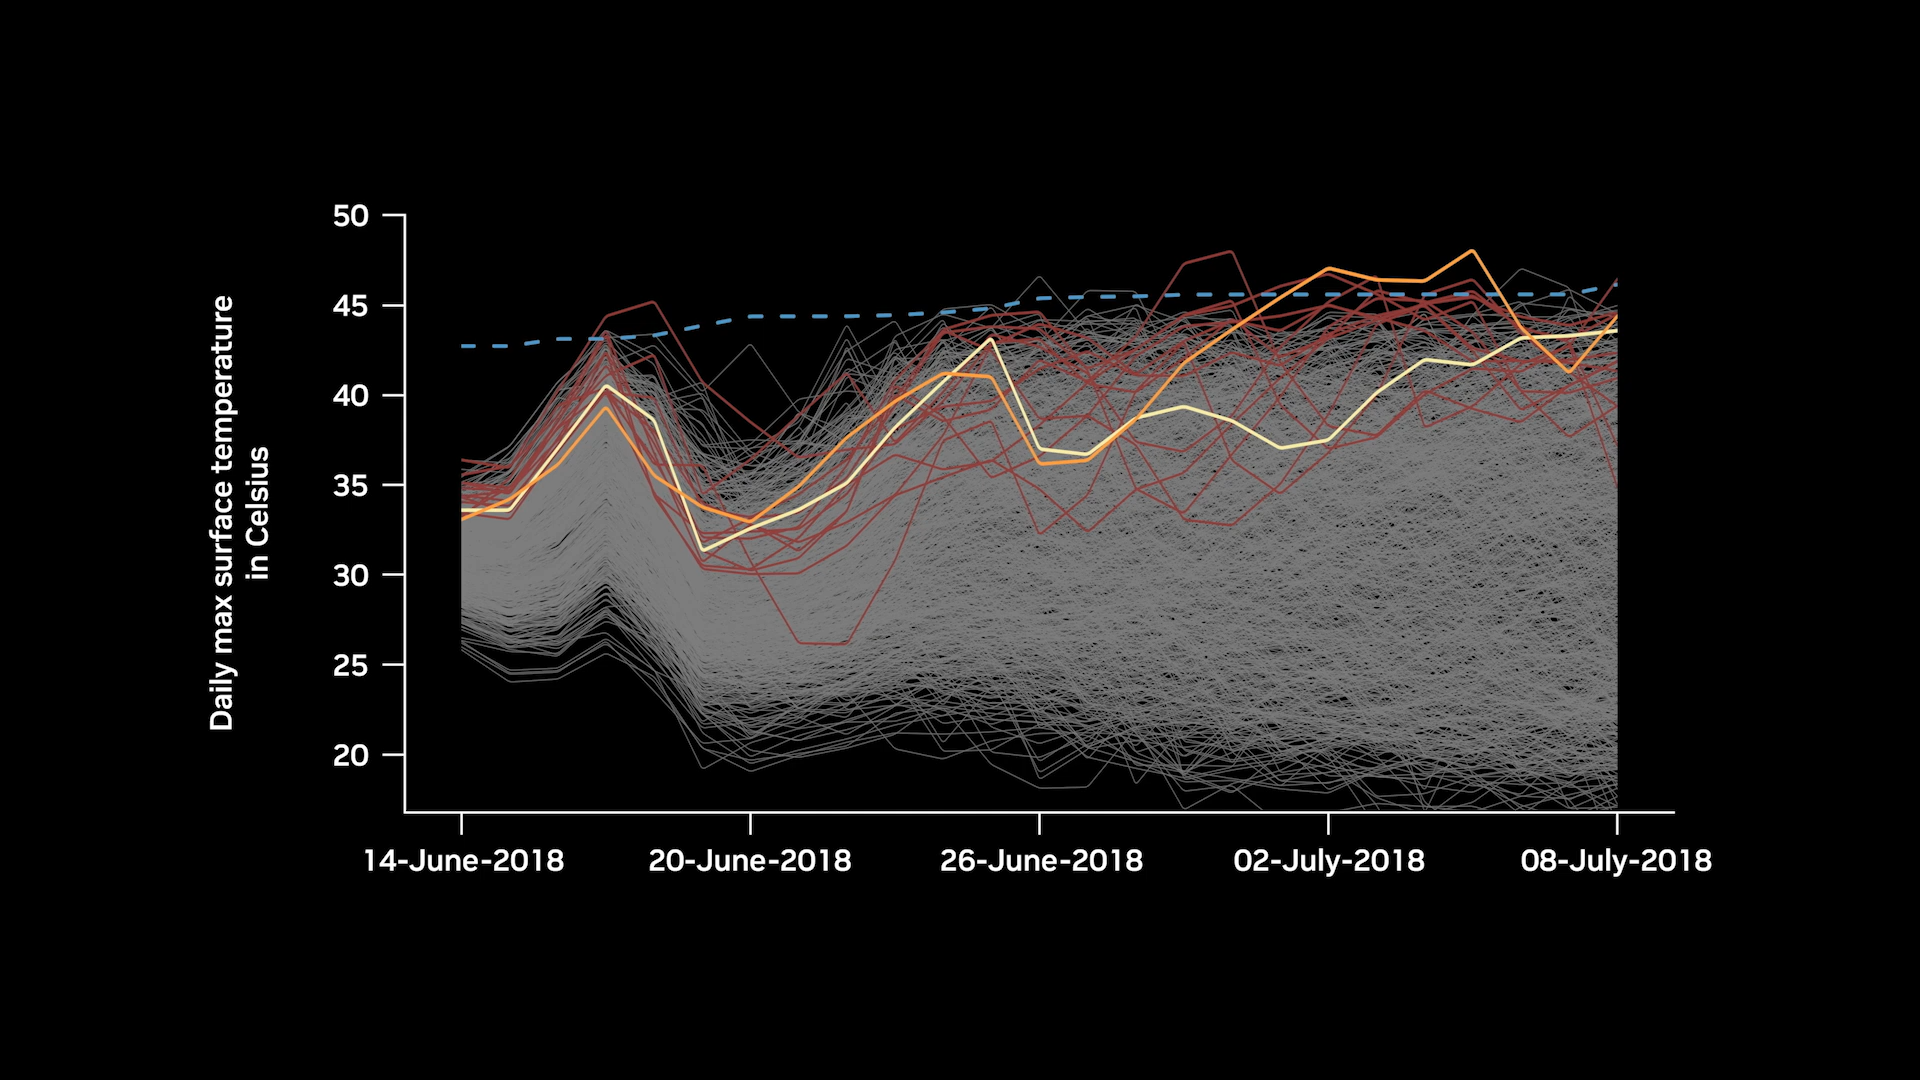 50
45
40
35
30
25
20
Daily max surface temperature
in Celsius
14-June-2018
20-June-2018
26-June-2018
02-July-2018
08-July-2018